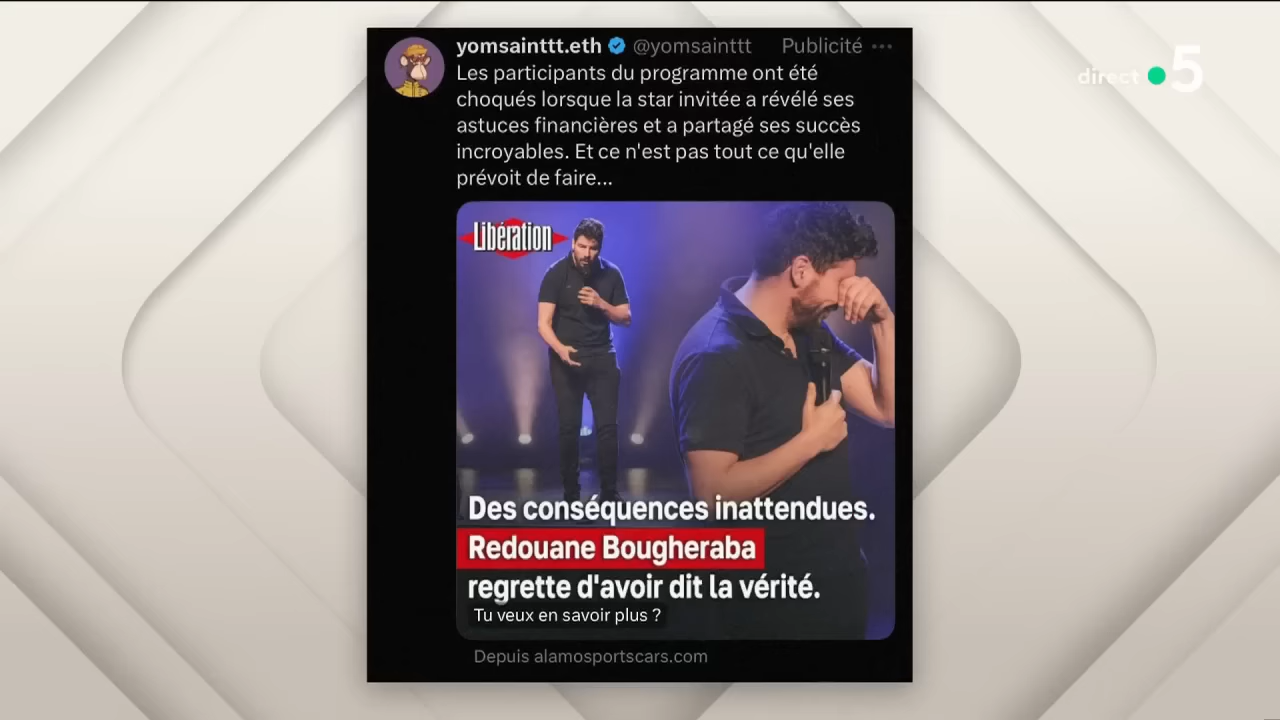 yomsainttt.eth @yomsainttt Publicité ...
Les participants du programme ont été
choqués lorsque la star invitée a révélé ses
astuces financières et a partagé ses succès
incroyables. Et ce n'est pas tout ce qu'elle
prévoit de faire...
direct 5
Libération
Des conséquences inattendues.
Redouane Bougheraba
regrette d'avoir dit la vérité.
Tu veux en savoir plus ?
Depuis alamosportscars.com